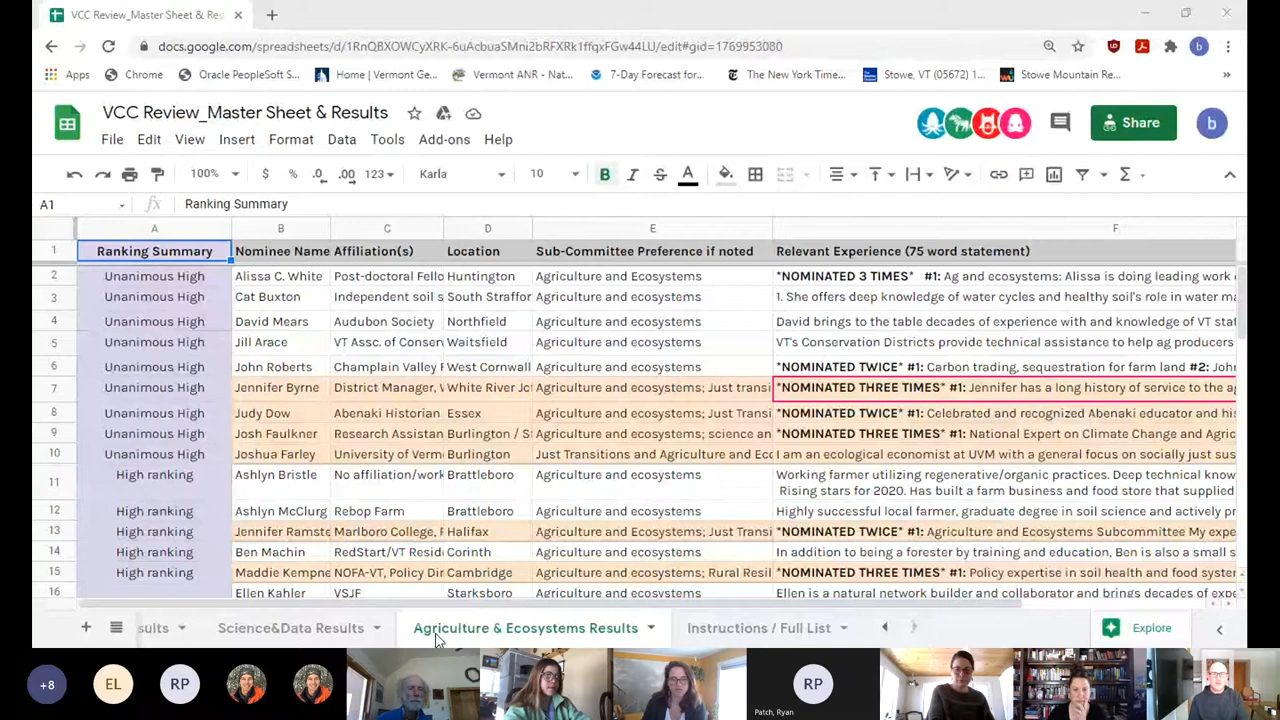 VCC Review_Master Sheet & Res
docs.google.com/spreadsheets/d/1RnQBXOWCyXRK-6uAcbuaSMni2bRFXRk1ffqxFGw44LU/edit#gid=1769953080
Apps Chrome Oracle PeopleSoft S... Home | Vermont Ge... Vermont ANR - Nat... 7-Day Forecast for... The New York Time... Stowe, VT (05672) 1... Stowe Mountain Re... »
VCC Review_Master Sheet & Results
Share b
File Edit View Insert Format Data Tools Add-ons Help
100% $ % .0 .00 123 Karla 10 B I S A
A1 fx Ranking Summary
A B C D E F
1 Ranking Summary Nominee Name Affiliation(s) Location Sub-Committee Preference if noted Relevant Experience (75 word statement)
2 Unanimous High Alissa C. White Post-doctoral Fello Huntington Agriculture and Ecosystems *NOMINATED 3 TIMES* #1: Ag and ecosystems: Alissa is doing leading work
3 Unanimous High Cat Buxton Independent soil s South Straffor Agriculture and ecosystems 1. She offers deep knowledge of water cycles and healthy soil's role in water ma
4 Unanimous High David Mears Audubon Society Northfield Agriculture and ecosystems David brings to the table decades of experience with and knowledge of VT stat
5 Unanimous High Jill Arace VT Assc. of Conser Waitsfield Agriculture and ecosystems VT's Conservation Districts provide technical assistance to help ag producers
6 Unanimous High John Roberts Champlain Valley F West Cornwall Agriculture and ecosystems *NOMINATED TWICE* #1: Carbon trading, sequestration for farm land #2: Joh
7 Unanimous High Jennifer Byrne District Manager, White River Jc Agriculture and ecosystems; Just transi *NOMINATED THREE TIMES* #1: Jennifer has a long history of service to the ag
8 Unanimous High Judy Dow Abenaki Historian Essex Agriculture and ecosystems; Just Transi *NOMINATED TWICE* #1: Celebrated and recognized Abenaki educator and his
9 Unanimous High Josh Faulkner Research Assistan Burlington / S Agriculture and ecosystems; science an *NOMINATED THREE TIMES* #1: National Expert on Climate Change and Agric
10 Unanimous High Joshua Farley University of Verm Burlington Just Transitions and Agriculture and Ecc I am an ecological economist at UVM with a general focus on socially just sus
11 High ranking Ashlyn Bristle No affiliation/work Brattleboro Agriculture and ecosystems Working farmer utilizing regenerative/organic practices. Deep technical know
Rising stars for 2020. Has built a farm business and food store that supplied
12 High ranking Ashlyn McClurg Rebop Farm Brattleboro Agriculture and ecosystems Highly successful local farmer, graduate degree in soil science and actively pr
13 High ranking Jennifer Ramste Marlboro College, F Halifax Agriculture and ecosystems; Just Transi *NOMINATED TWICE* #1: Agriculture and Ecosystems Subcommittee My expe
14 High ranking Ben Machin RedStart/VT Resid Corinth Agriculture and ecosystems In addition to being a forester by training and education, Ben is also a small s
15 High ranking Maddie Kempne NOFA-VT, Policy Dir Cambridge Agriculture and ecosystems; Rural Resil *NOMINATED THREE TIMES* #1: Policy expertise in soil health and food syster
16 Ellen Kahler VSJF Starksboro Agriculture and ecosystems Ellen is a natural network builder and collaborator and brings decades of expe
sults Science&Data Results Agriculture & Ecosystems Results Instructions / Full List Explore
+8 EL RP RP
Patch, Ryan